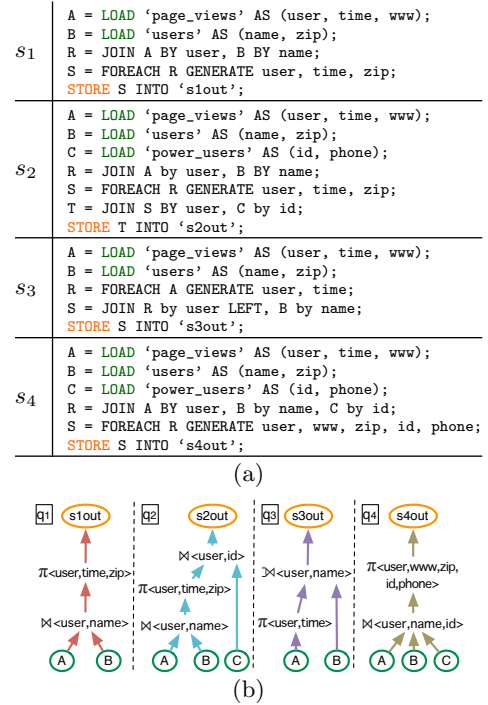 s1
A = LOAD ‘page_views’ AS (user, time, www);
B = LOAD ‘users’ AS (name, zip);
R = JOIN A BY user, B BY name;
S = FOREACH R GENERATE user, time, zip;
STORE S INTO ‘s1out’;
s2
A = LOAD ‘page_views’ AS (user, time, www);
B = LOAD ‘users’ AS (name, zip);
C = LOAD ‘power_users’ AS (id, phone);
R = JOIN A by user, B BY name;
S = FOREACH R GENERATE user, time, zip;
T = JOIN S BY user, C by id;
STORE T INTO ‘s2out’;
s3
A = LOAD ‘page_views’ AS (user, time, www);
B = LOAD ‘users’ AS (name, zip);
R = FOREACH A GENERATE user, time;
S = JOIN R by user LEFT, B by name;
STORE S INTO ‘s3out’;
s4
A = LOAD ‘page_views’ AS (user, time, www);
B = LOAD ‘users’ AS (name, zip);
C = LOAD ‘power_users’ AS (id, phone);
R = JOIN A BY user, B by name, C by id;
S = FOREACH R GENERATE user, www, zip, id, phone;
STORE S INTO ‘s4out’;
(a)
q1
s1out
π<user,time,zip>
⋈<user,name>
A B
q2
s2out
⋈<user,id>
π<user,time,zip>
⋈<user,name>
A B C
q3
s3out
⟕<user,name>
π<user,time>
A B
q4
s4out
π<user,www,zip,
id,phone>
⋈<user,name,id>
A B C
(b)